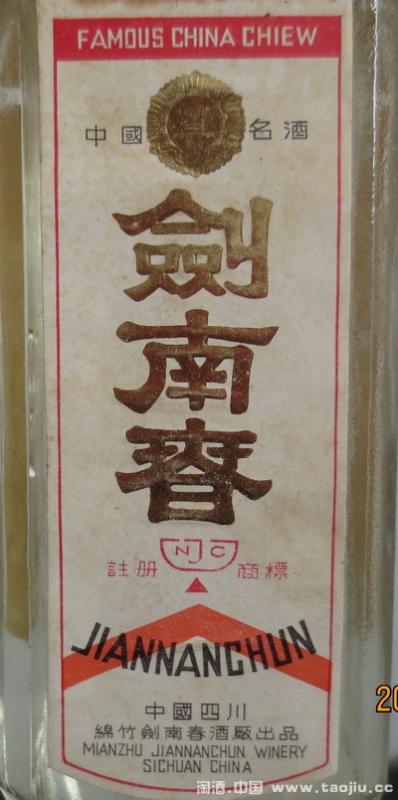 FAMOUS CHINA CHIEW
中國 名酒
劍
南
春
NJC
註册 商標
JIANNANCHUN
中國四川
綿竹劍南春酒廠出品
MIANZHU JIANNANCHUN WINERY
SICHUAN CHINA
20
淘酒.中国 www.taojiu.cc